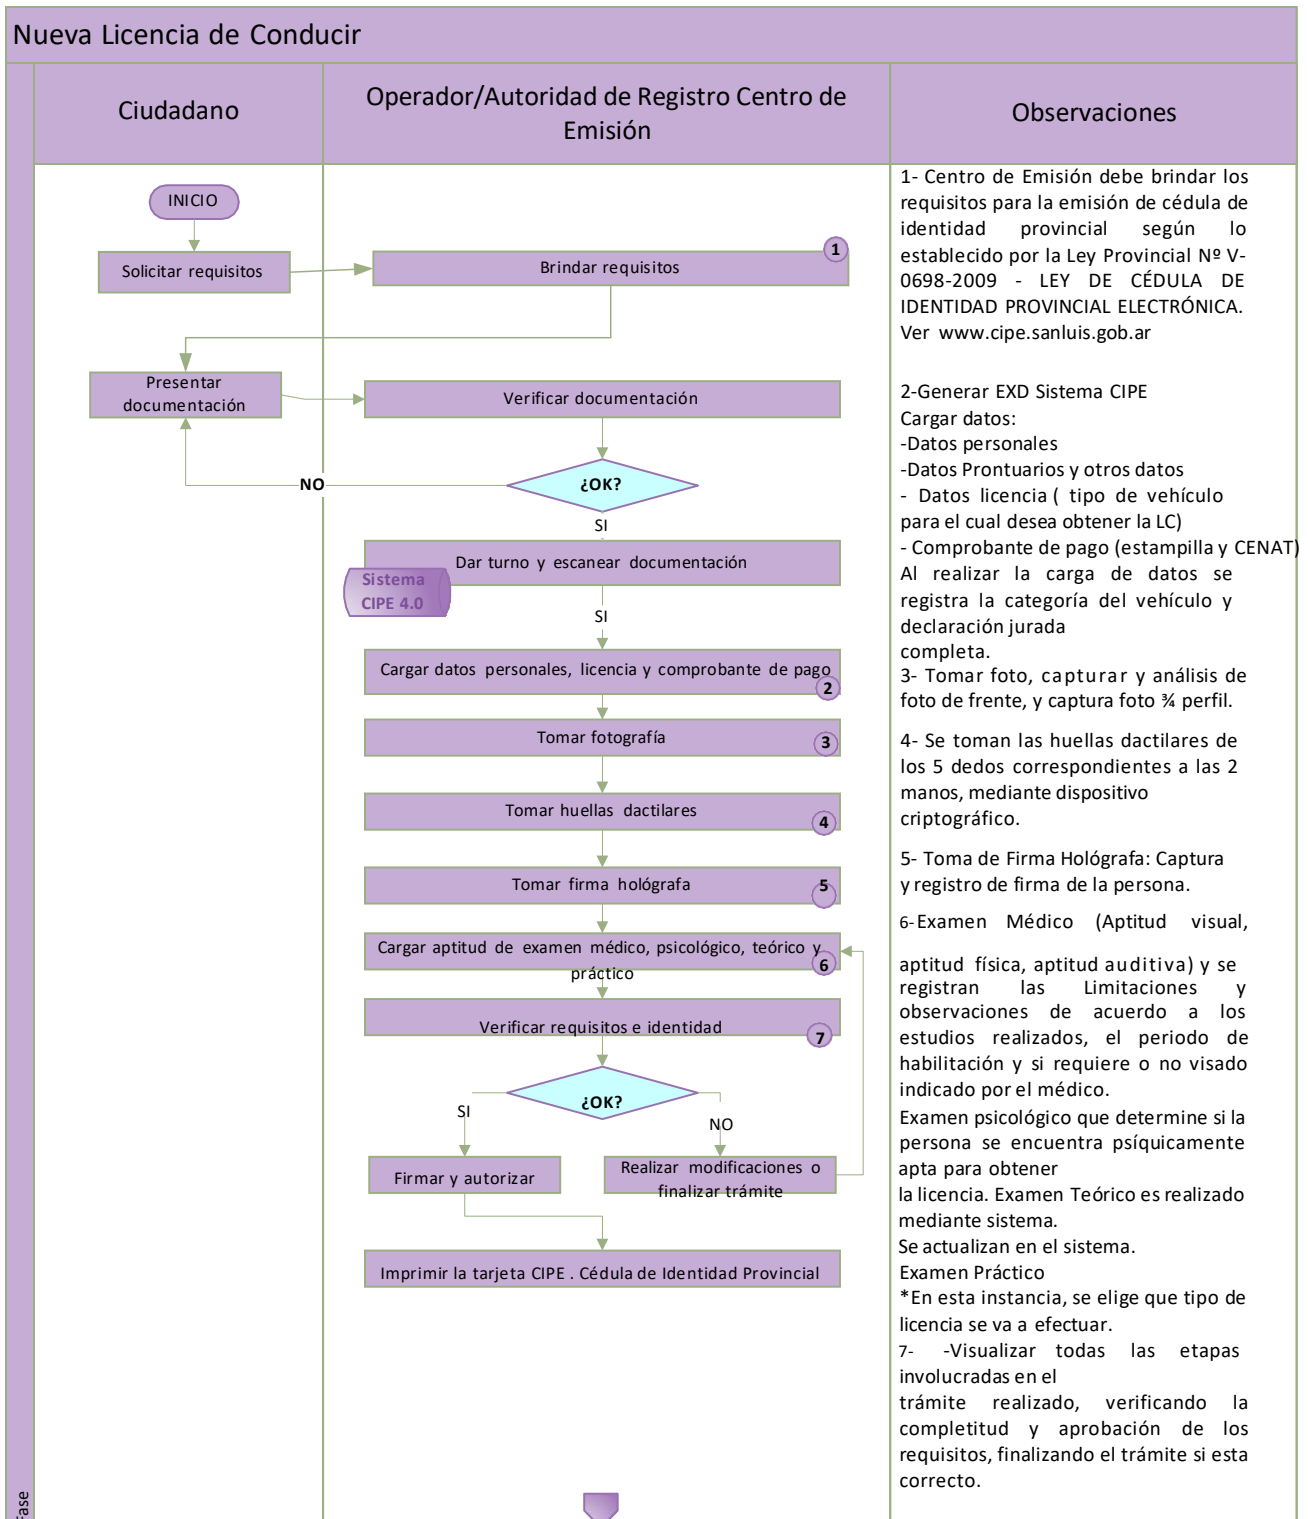 Nueva Licencia de Conducir
Ciudadano
Operador/Autoridad de Registro Centro de
Emisión
Observaciones
INICIO
Solicitar requisitos
Brindar requisitos
1
Presentar
documentación
Verificar documentación
¿OK?
NO
SI
Dar turno y escanear documentación
Sistema
CIPE 4.0
SI
Cargar datos personales, licencia y comprobante de pago
2
Tomar fotografía
3
Tomar huellas dactilares
4
Tomar firma hológrafa
5
Cargar aptitud de examen médico, psicológico, teórico y
práctico
6
Verificar requisitos e identidad
7
¿OK?
SI
NO
Firmar y autorizar
Realizar modificaciones o
finalizar trámite
Imprimir la tarjeta CIPE . Cédula de Identidad Provincial
1- Centro de Emisión debe brindar los
requisitos para la emisión de cédula de
identidad provincial según lo
establecido por la Ley Provincial Nº V-
0698-2009 - LEY DE CÉDULA DE
IDENTIDAD PROVINCIAL ELECTRÓNICA.
Ver www.cipe.sanluis.gob.ar
2-Generar EXD Sistema CIPE
Cargar datos:
-Datos personales
-Datos Prontuarios y otros datos
- Datos licencia ( tipo de vehículo
para el cual desea obtener la LC)
- Comprobante de pago (estampilla y CENAT)
Al realizar la carga de datos se
registra la categoría del vehículo y
declaración jurada
completa.
3- Tomar foto, capturar y análisis de
foto de frente, y captura foto ¾ perfil.
4- Se toman las huellas dactilares de
los 5 dedos correspondientes a las 2
manos, mediante dispositivo
criptográfico.
5- Toma de Firma Hológrafa: Captura
y registro de firma de la persona.
6-Examen Médico (Aptitud visual,
aptitud física, aptitud auditiva) y se
registran las Limitaciones y
observaciones de acuerdo a los
estudios realizados, el periodo de
habilitación y si requiere o no visado
indicado por el médico.
Examen psicológico que determine si la
persona se encuentra psíquicamente
apta para obtener
la licencia. Examen Teórico es realizado
mediante sistema.
Se actualizan en el sistema.
Examen Práctico
*En esta instancia, se elige que tipo de
licencia se va a efectuar.
7- -Visualizar todas las etapas
involucradas en el
trámite realizado, verificando la
completitud y aprobación de los
requisitos, finalizando el trámite si esta
correcto.
Fase